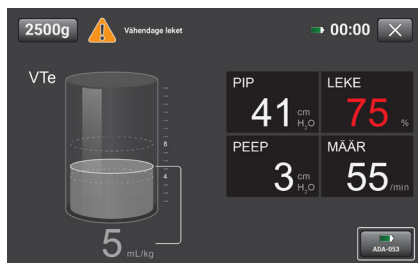 2500g
Vähendage leket
00:00
VTe
8
4
5 mL/kg
PIP
41 cm H₂O
LEKE
75 %
PEEP
3 cm H₂O
MÄÄR
55 /min
ADA-053